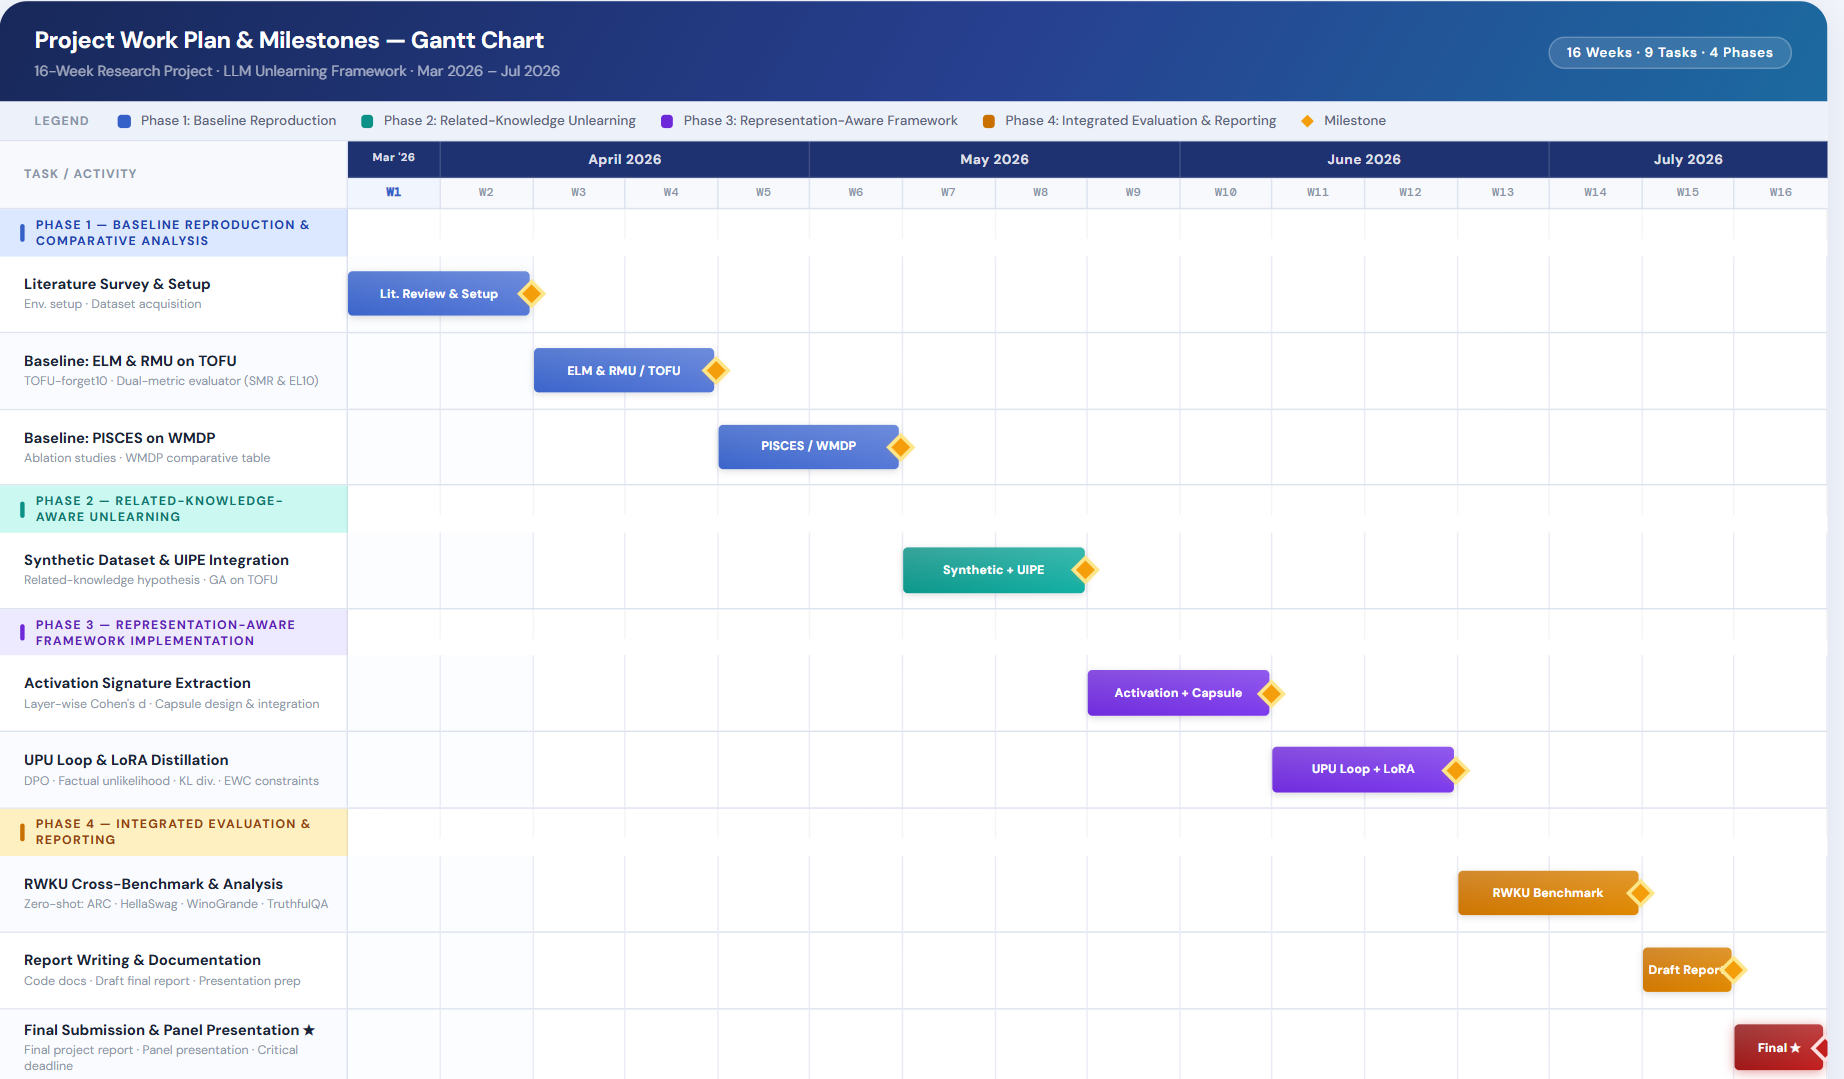 Project Work Plan & Milestones — Gantt Chart
16-Week Research Project · LLM Unlearning Framework · Mar 2026 – Jul 2026
16 Weeks · 9 Tasks · 4 Phases
LEGEND
Phase 1: Baseline Reproduction
Phase 2: Related-Knowledge Unlearning
Phase 3: Representation-Aware Framework
Phase 4: Integrated Evaluation & Reporting
Milestone
TASK / ACTIVITY
Mar '26
April 2026
May 2026
June 2026
July 2026
W1
W2
W3
W4
W5
W6
W7
W8
W9
W10
W11
W12
W13
W14
W15
W16
PHASE 1 — BASELINE REPRODUCTION &
COMPARATIVE ANALYSIS
Literature Survey & Setup
Env. setup · Dataset acquisition
Lit. Review & Setup
Baseline: ELM & RMU on TOFU
TOFU-forget10 · Dual-metric evaluator (SMR & EL10)
ELM & RMU / TOFU
Baseline: PISCES on WMDP
Ablation studies · WMDP comparative table
PISCES / WMDP
PHASE 2 — RELATED-KNOWLEDGE-
AWARE UNLEARNING
Synthetic Dataset & UIPE Integration
Related-knowledge hypothesis · GA on TOFU
Synthetic + UIPE
PHASE 3 — REPRESENTATION-AWARE
FRAMEWORK IMPLEMENTATION
Activation Signature Extraction
Layer-wise Cohen's d · Capsule design & integration
Activation + Capsule
UPU Loop & LoRA Distillation
DPO · Factual unlikelihood · KL div. · EWC constraints
UPU Loop + LoRA
PHASE 4 — INTEGRATED EVALUATION &
REPORTING
RWKU Cross-Benchmark & Analysis
Zero-shot: ARC · HellaSwag · WinoGrande · TruthfulQA
RWKU Benchmark
Report Writing & Documentation
Code docs · Draft final report · Presentation prep
Draft Repor
Final Submission & Panel Presentation ★
Final project report · Panel presentation · Critical
deadline
Final ★